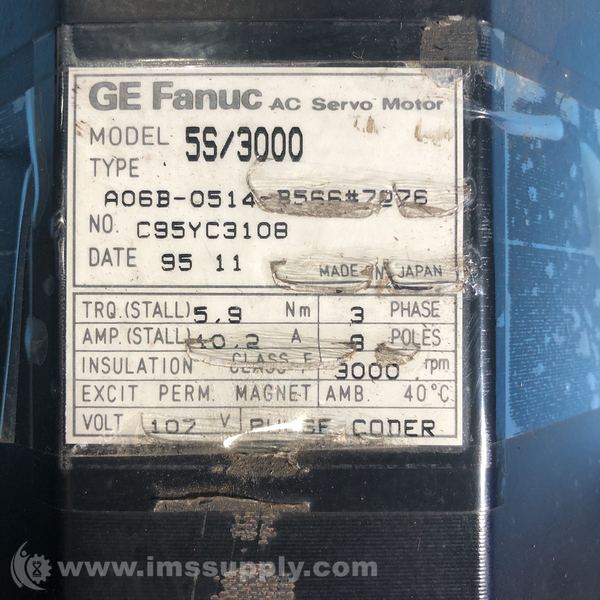 GE Fanuc AC Servo Motor
MODEL 5S/3000
TYPE
A06B-0514-B566#7076
NO. C95YC3108
DATE 95 11
MADE IN JAPAN
TRQ.(STALL) 5.9 Nm 3 PHASE
AMP.(STALL) 10.2 A 8 POLES
INSULATION CLASS F 3000 rpm
EXCIT PERM. MAGNET AMB. 40°C
VOLT 107 V PULSE CODER
www.imssupply.com